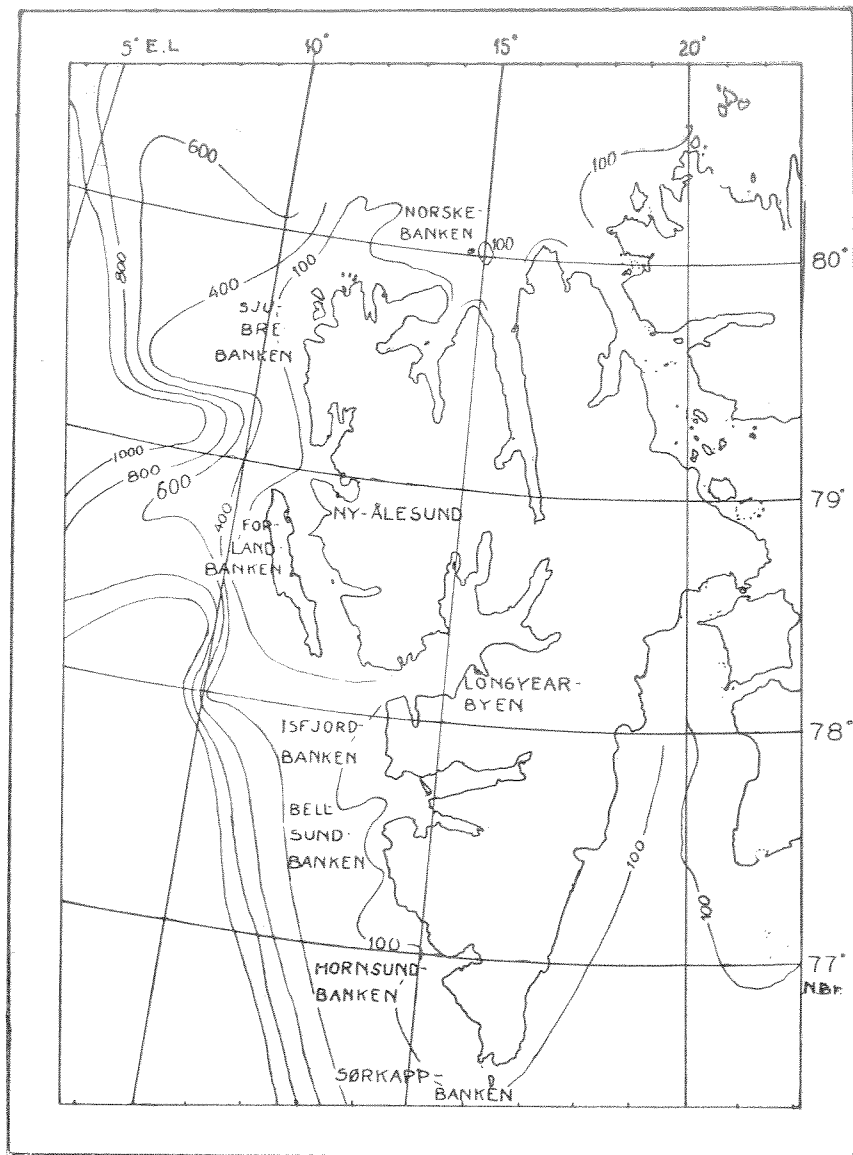 5° E.L
10°
15°
20°
600
100
NORSKE-
BANKEN
100
80°
800
400
100
SJU-
BRE
BANKEN
1000
800
600
79°
400
NY-ÅLESUND
FOR-
LAND-
BANKEN
LONGYEAR-
BYEN
ISFJORD-
BANKEN
78°
BELL
SUND-
BANKEN
100
100
100
77°
N.Br.
HORNSUND-
BANKEN
SØRKAPP-
BANKEN